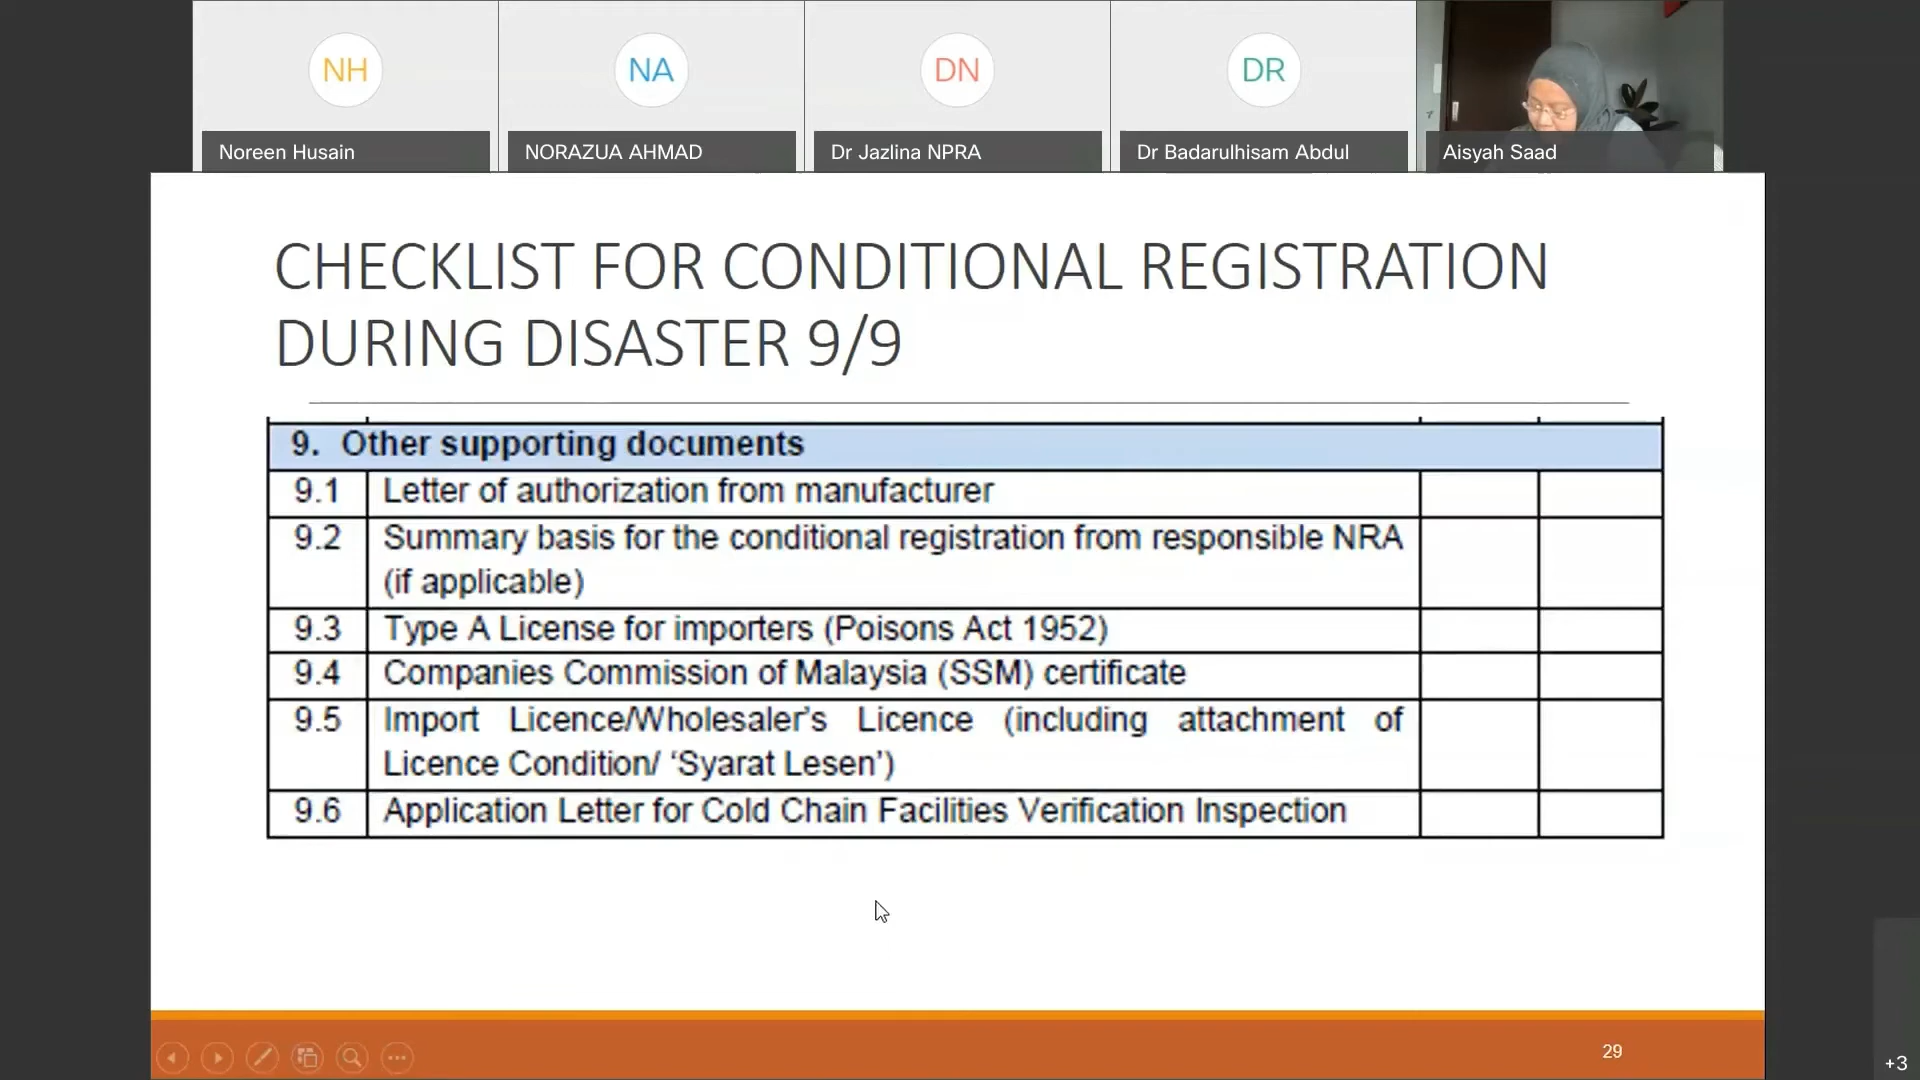 NH
NA
DN
DR
Noreen Husain
NORAZUA AHMAD
Dr Jazlina NPRA
Dr Badarulhisam Abdul
Aisyah Saad
CHECKLIST FOR CONDITIONAL REGISTRATION
DURING DISASTER 9/9
9. Other supporting documents
9.1 Letter of authorization from manufacturer
9.2 Summary basis for the conditional registration from responsible NRA
(if applicable)
9.3 Type A License for importers (Poisons Act 1952)
9.4 Companies Commission of Malaysia (SSM) certificate
9.5 Import Licence/Wholesaler's Licence (including attachment of
Licence Condition/ ‘Syarat Lesen’)
9.6 Application Letter for Cold Chain Facilities Verification Inspection
29
+3